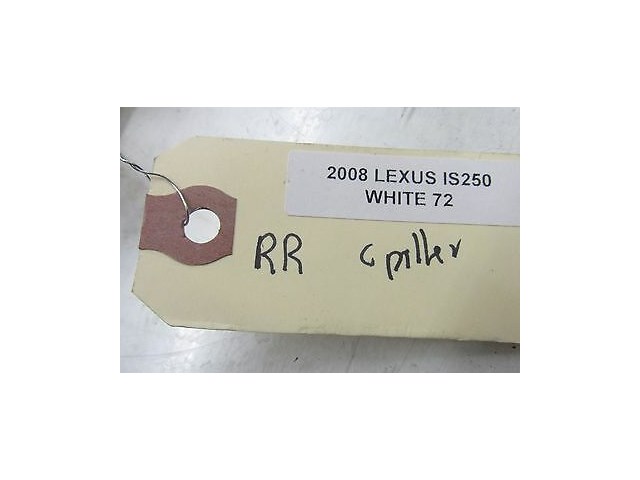 2008 LEXUS IS250
WHITE 72
RR c piller